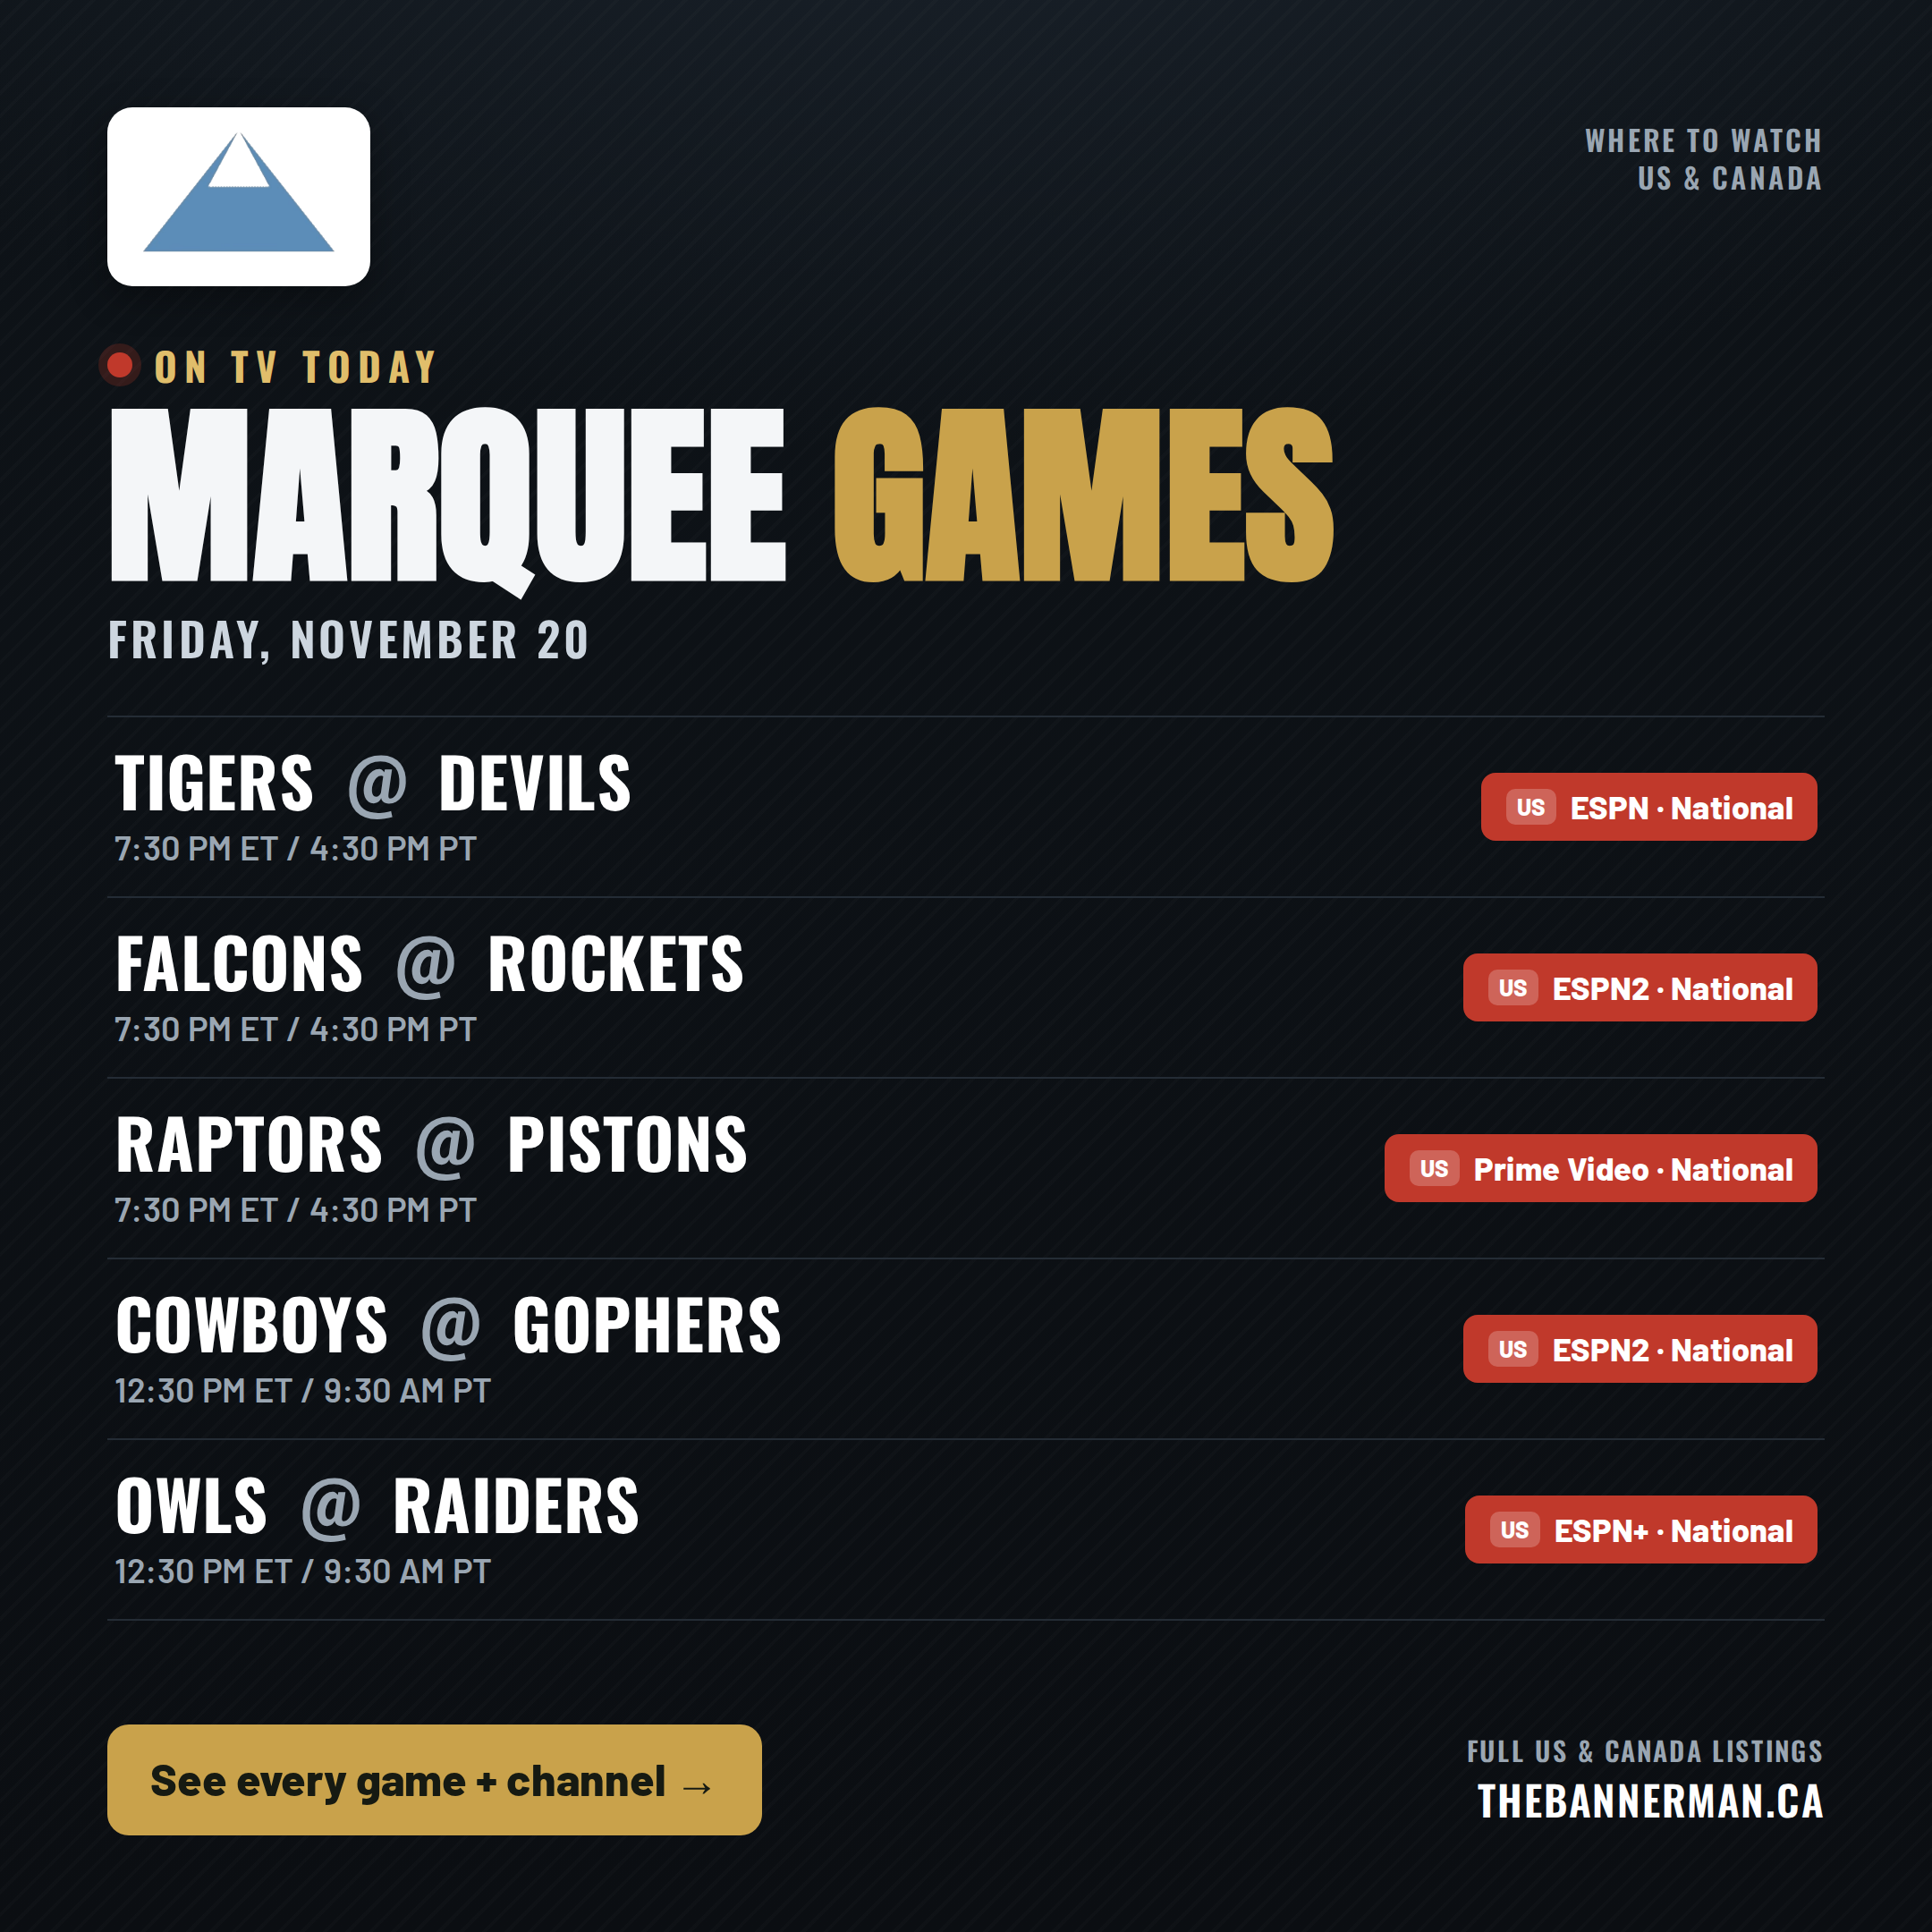 WHERE TO WATCH
US & CANADA
ON TV TODAY
MARQUEE GAMES
FRIDAY, NOVEMBER 20
TIGERS @ DEVILS
7:30 PM ET / 4:30 PM PT
US ESPN · National
FALCONS @ ROCKETS
7:30 PM ET / 4:30 PM PT
US ESPN2 · National
RAPTORS @ PISTONS
7:30 PM ET / 4:30 PM PT
US Prime Video · National
COWBOYS @ GOPHERS
12:30 PM ET / 9:30 AM PT
US ESPN2 · National
OWLS @ RAIDERS
12:30 PM ET / 9:30 AM PT
US ESPN+ · National
See every game + channel →
FULL US & CANADA LISTINGS
THEBANNERMAN.CA